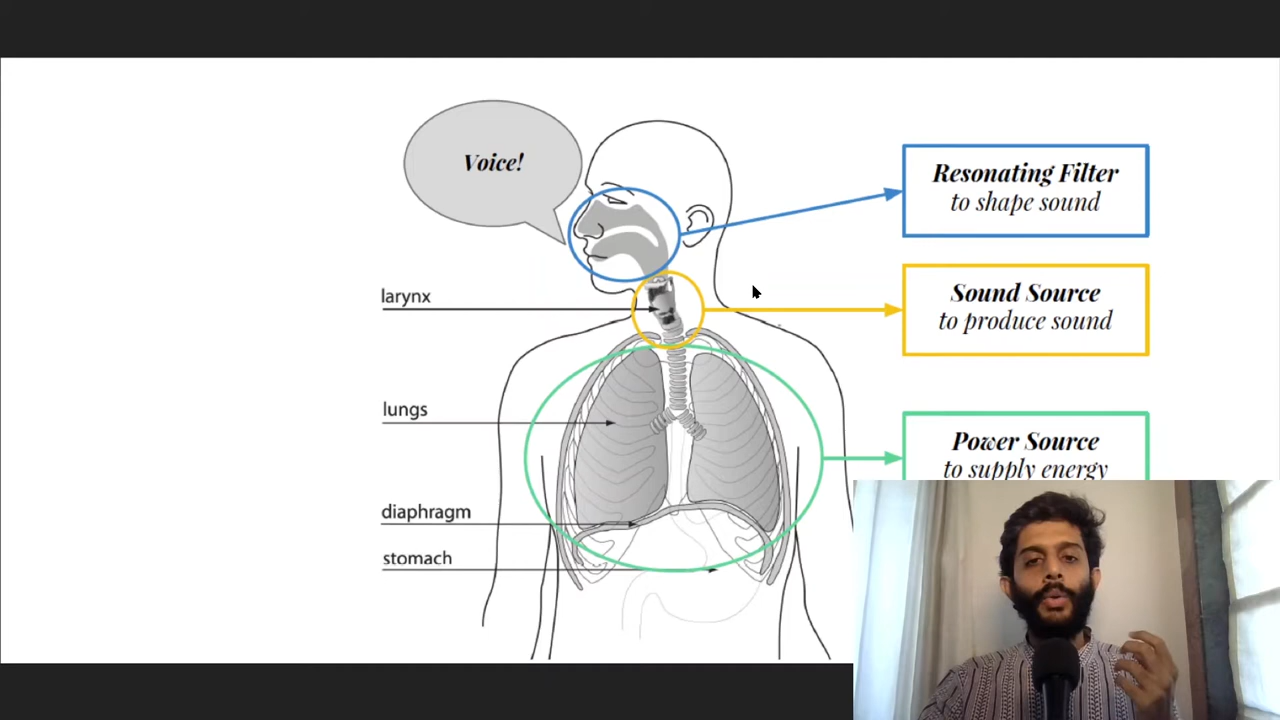 Voice!
Resonating Filter
to shape sound
larynx
Sound Source
to produce sound
lungs
Power Source
to supply energy
diaphragm
stomach